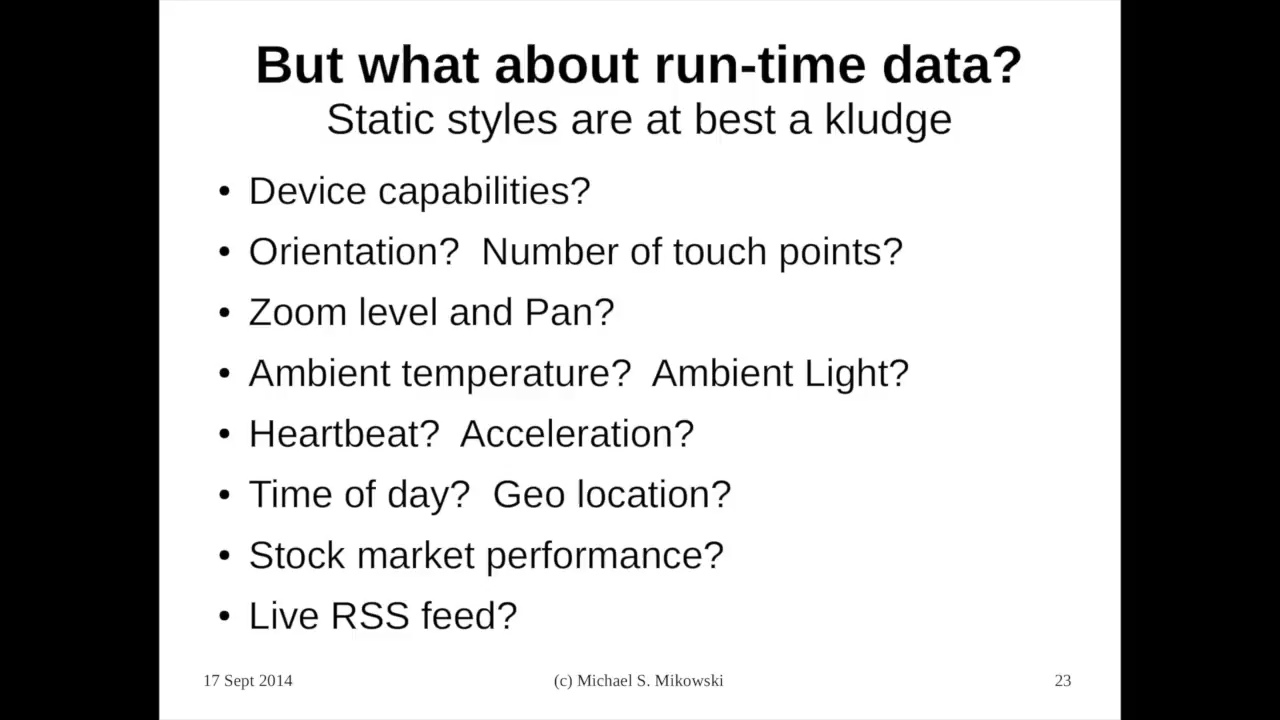 But what about run-time data?
Static styles are at best a kludge
• Device capabilities?
• Orientation?  Number of touch points?
• Zoom level and Pan?
• Ambient temperature?  Ambient Light?
• Heartbeat?  Acceleration?
• Time of day?  Geo location?
• Stock market performance?
• Live RSS feed?
17 Sept 2014 (c) Michael S. Mikowski 23